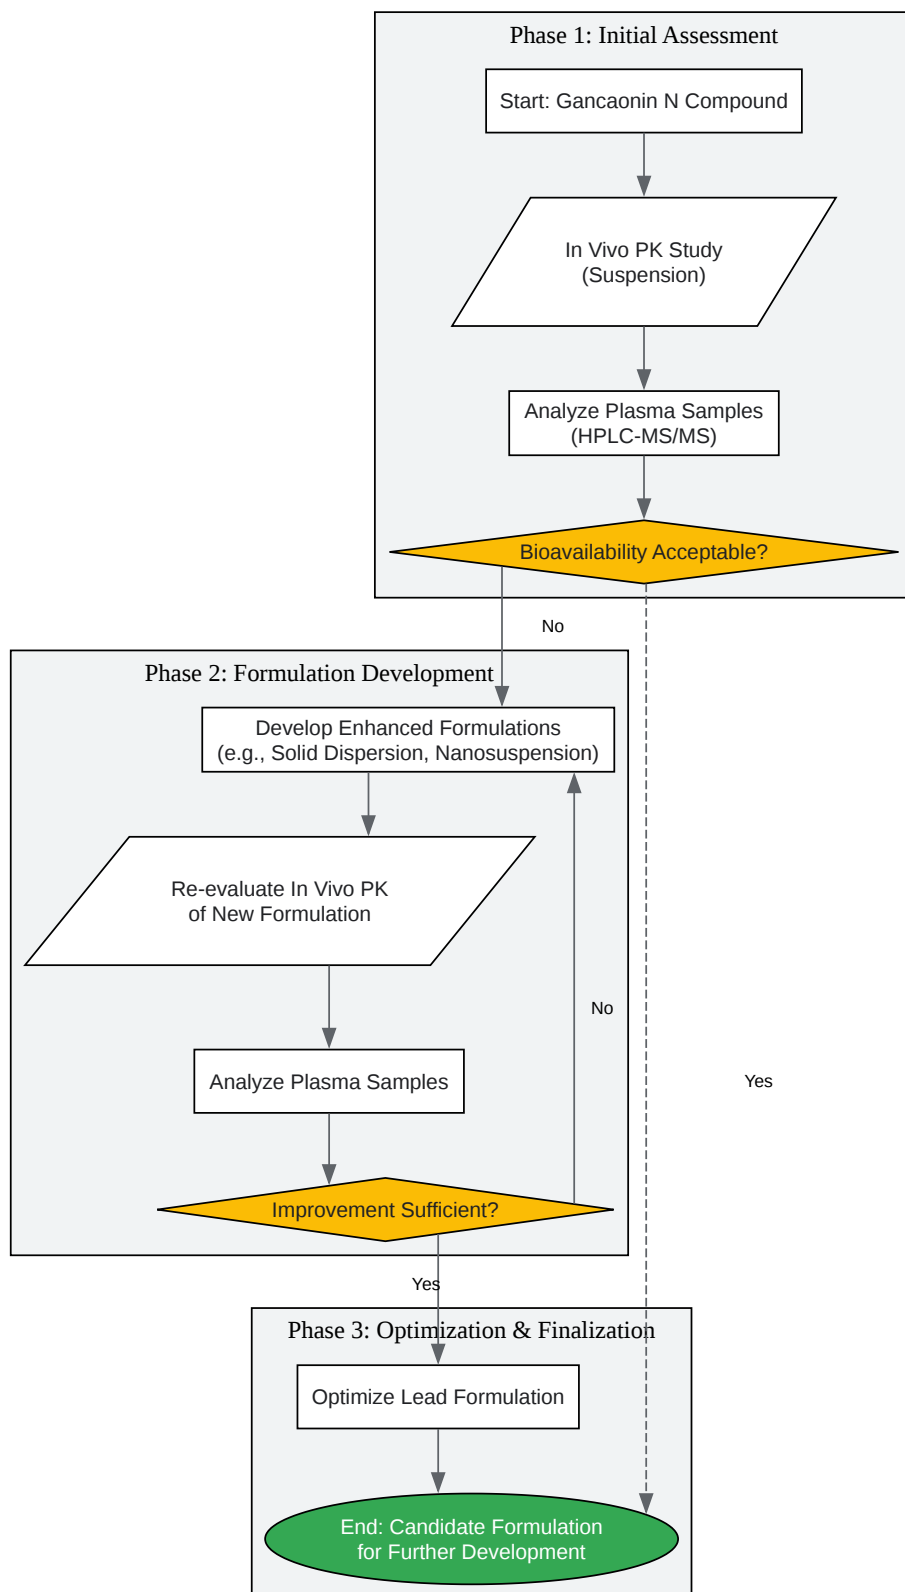 Phase 1: Initial Assessment
Start: Gancaonin N Compound
In Vivo PK Study
(Suspension)
Analyze Plasma Samples
(HPLC-MS/MS)
Bioavailability Acceptable?
No
Phase 2: Formulation Development
Develop Enhanced Formulations
(e.g., Solid Dispersion, Nanosuspension)
Re-evaluate In Vivo PK
of New Formulation
No
Analyze Plasma Samples
Yes
Improvement Sufficient?
Yes
Phase 3: Optimization & Finalization
Optimize Lead Formulation
End: Candidate Formulation
for Further Development